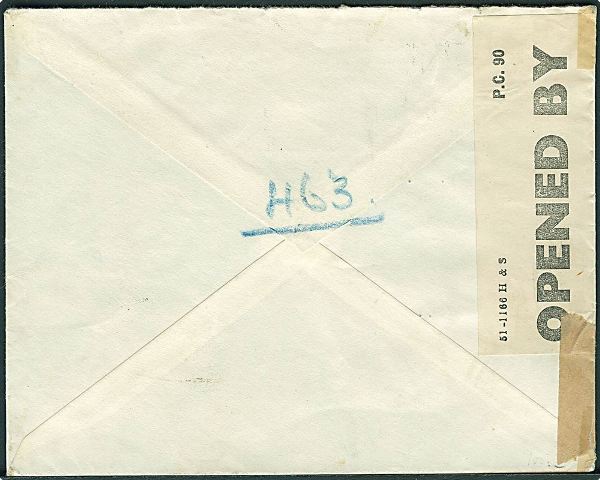 H63.
P.C. 90
OPENED BY
51-1166 H & S